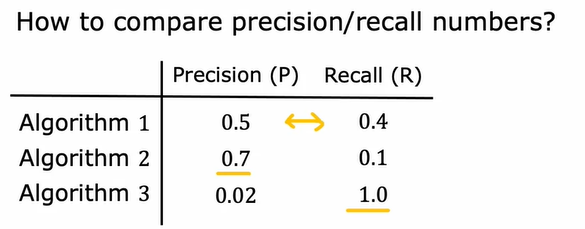 How to compare precision/recall numbers?
Precision (P) Recall (R)
Algorithm 1 0.5 0.4
Algorithm 2 0.7 0.1
Algorithm 3 0.02 1.0